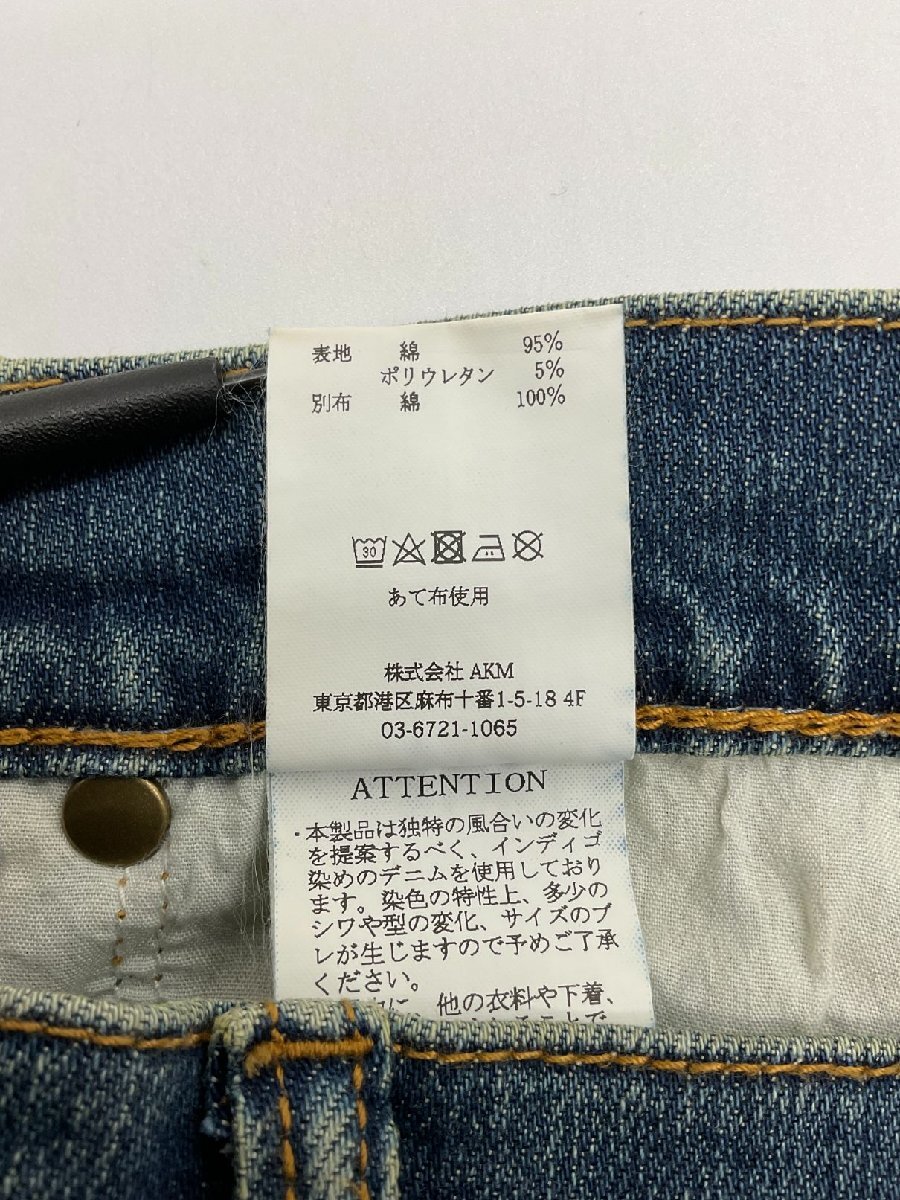 表地 綿 95%
ポリウレタン 5%
別布 綿 100%
30
あて布使用
株式会社 AKM
東京都港区麻布十番1-5-18 4F
03-6721-1065
ATTENTION
・本製品は独特の風合いの変化
を提案するべく、インディゴ
染めのデニムを使用しており
ます。染色の特性上、多少の
シワや型の変化、サイズのブ
レが生じますので予めご了承
ください。
に、他の衣料や下着、
ことで